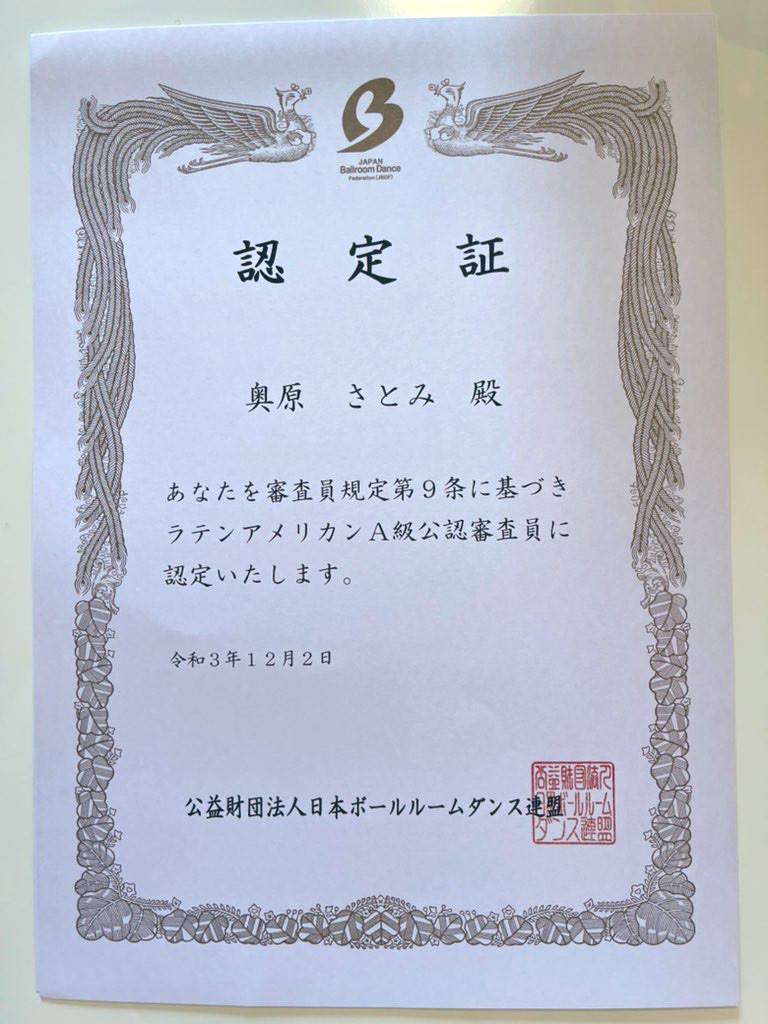 JAPAN
Ballroom Dance
Federation (JBDF)
認定証
奥原　さとみ　殿
あなたを審査員規定第９条に基づき
ラテンアメリカンＡ級公認審査員に
認定いたします。
令和３年１２月２日
公益財団法人日本ボールルームダンス連盟